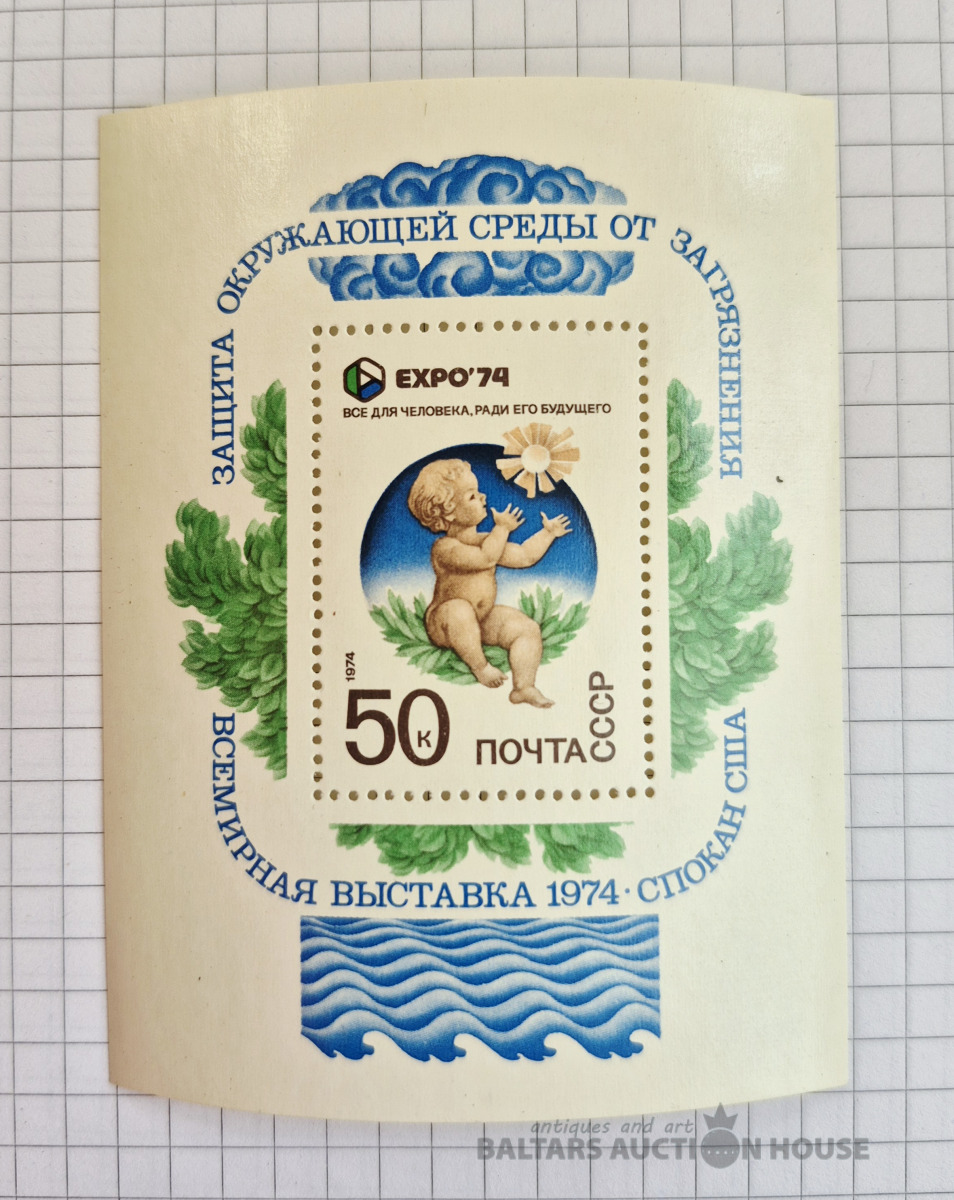 ЗАЩИТА ОКРУЖАЮЩЕЙ СРЕДЫ ОТ ЗАГРЯЗНЕНИЯ
EXPO'74
ВСЕ ДЛЯ ЧЕЛОВЕКА, РАДИ ЕГО БУДУЩЕГО
1974
50 к
ПОЧТА СССР
ВСЕМИРНАЯ ВЫСТАВКА 1974 · СПОКАН США
antiques and art
BALTARS AUCTION HOUSE